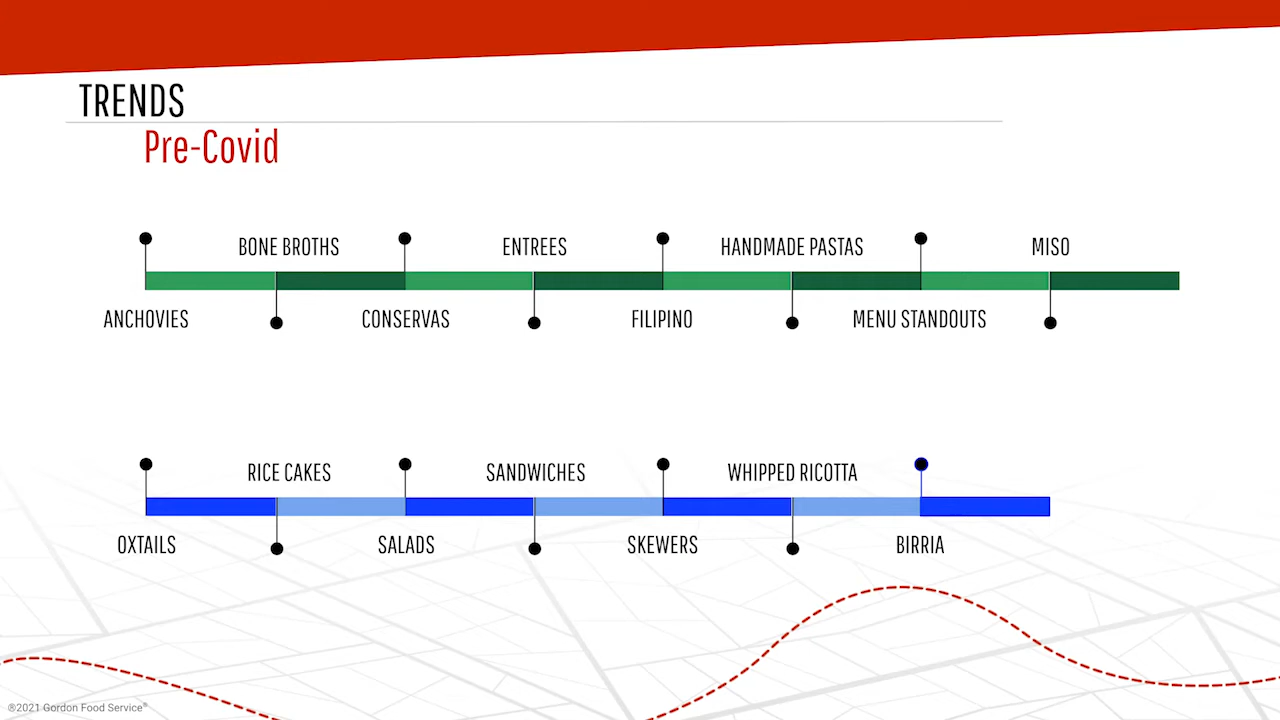 TRENDS
Pre-Covid
BONE BROTHS
ENTREES
HANDMADE PASTAS
MISO
ANCHOVIES
CONSERVAS
FILIPINO
MENU STANDOUTS
RICE CAKES
SANDWICHES
WHIPPED RICOTTA
OXTAILS
SALADS
SKEWERS
BIRRIA
®2021 Gordon Food Service®